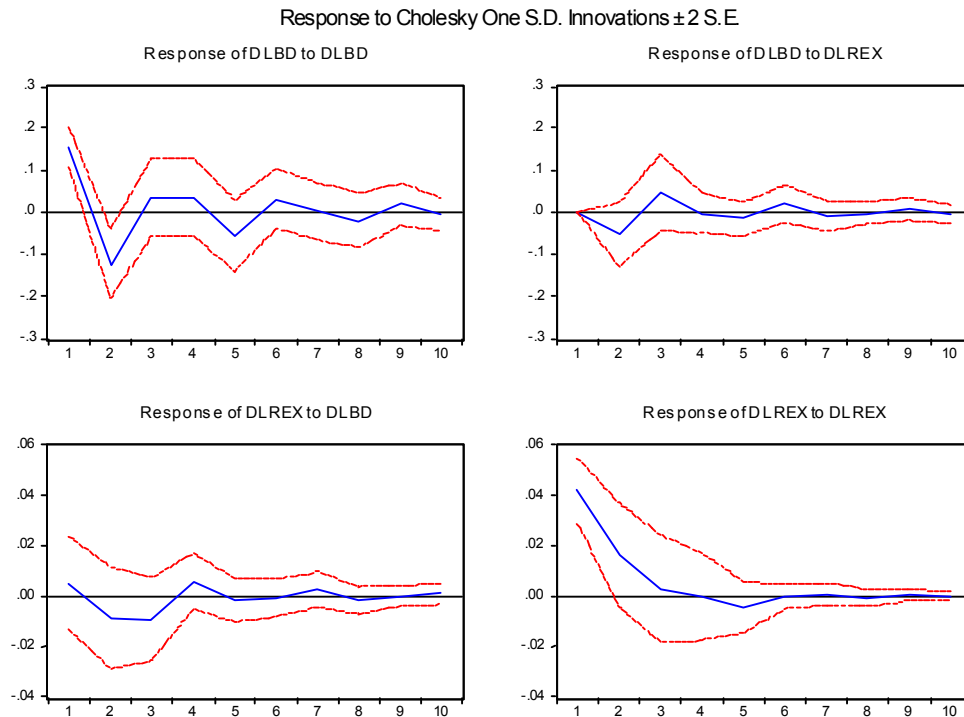 Response to Cholesky One S.D. Innovations ± 2 S.E.
Response of DLBD to DLBD
.3
.2
.1
.0
-.1
-.2
-.3
1 2 3 4 5 6 7 8 9 10
Response of DLBD to DLREX
.3
.2
.1
.0
-.1
-.2
-.3
1 2 3 4 5 6 7 8 9 10
Response of DLREX to DLBD
.06
.04
.02
.00
-.02
-.04
1 2 3 4 5 6 7 8 9 10
Response of DLREX to DLREX
.06
.04
.02
.00
-.02
-.04
1 2 3 4 5 6 7 8 9 10